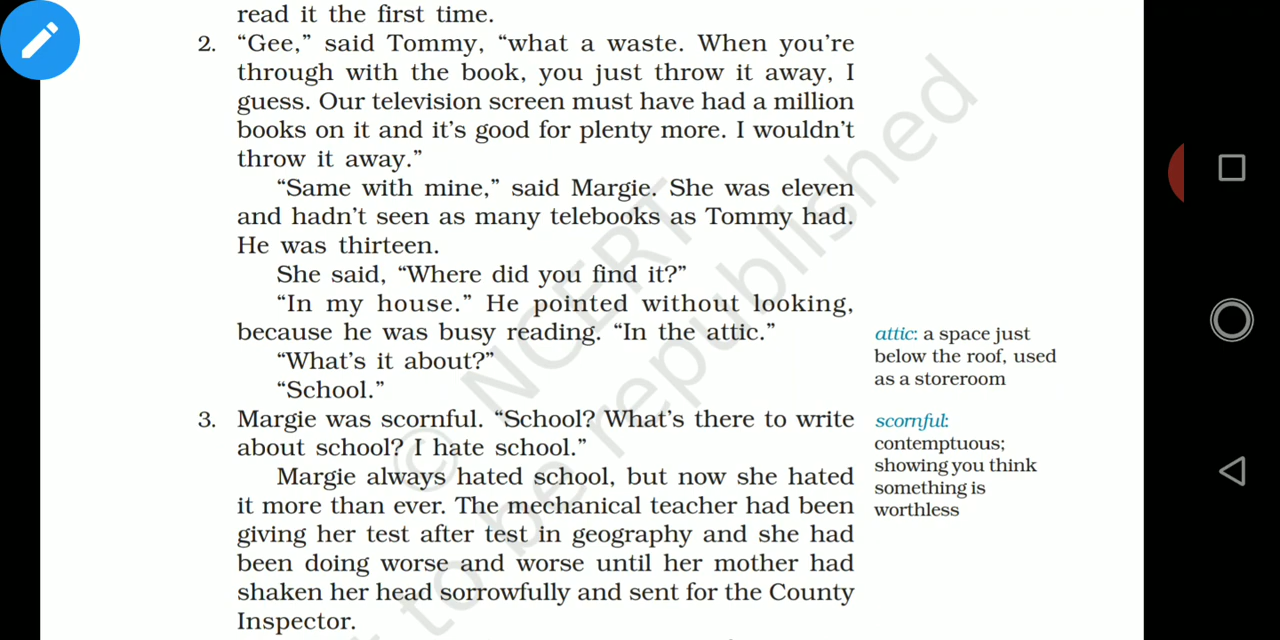 read it the first time.
2. “Gee,” said Tommy, “what a waste. When you’re
through with the book, you just throw it away, I
guess. Our television screen must have had a million
books on it and it’s good for plenty more. I wouldn’t
throw it away.”
“Same with mine,” said Margie. She was eleven
and hadn’t seen as many telebooks as Tommy had.
He was thirteen.
She said, “Where did you find it?”
“In my house.” He pointed without looking,
because he was busy reading. “In the attic.”
“What’s it about?”
“School.”
3. Margie was scornful. “School? What’s there to write
about school? I hate school.”
Margie always hated school, but now she hated
it more than ever. The mechanical teacher had been
giving her test after test in geography and she had
been doing worse and worse until her mother had
shaken her head sorrowfully and sent for the County
Inspector.
attic: a space just
below the roof, used
as a storeroom
scornful:
contemptuous;
showing you think
something is
worthless
© NCERT
to be republished